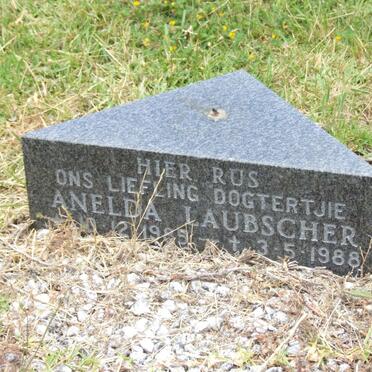 HIER RUS
ONS LIEFLING DOGTERTJIE
ANELDA LAUBSCHER
† 3.5.1988